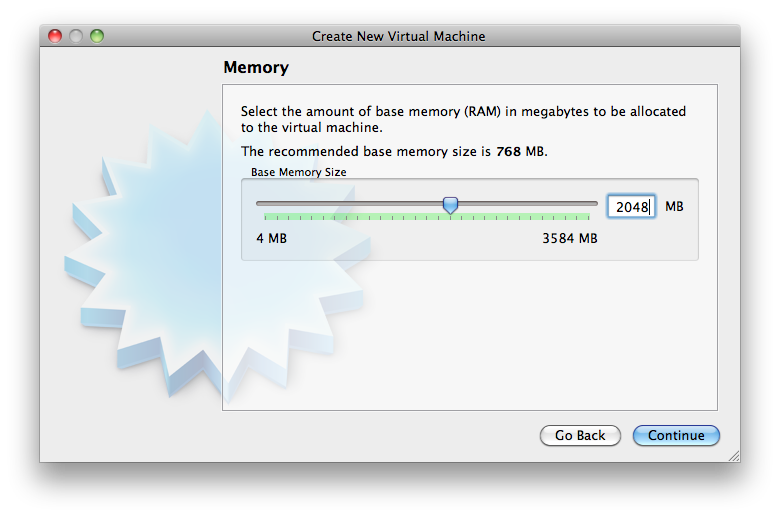 Create New Virtual Machine
Memory
Select the amount of base memory (RAM) in megabytes to be allocated
to the virtual machine.
The recommended base memory size is 768 MB.
Base Memory Size
2048 MB
4 MB 3584 MB
Go Back Continue